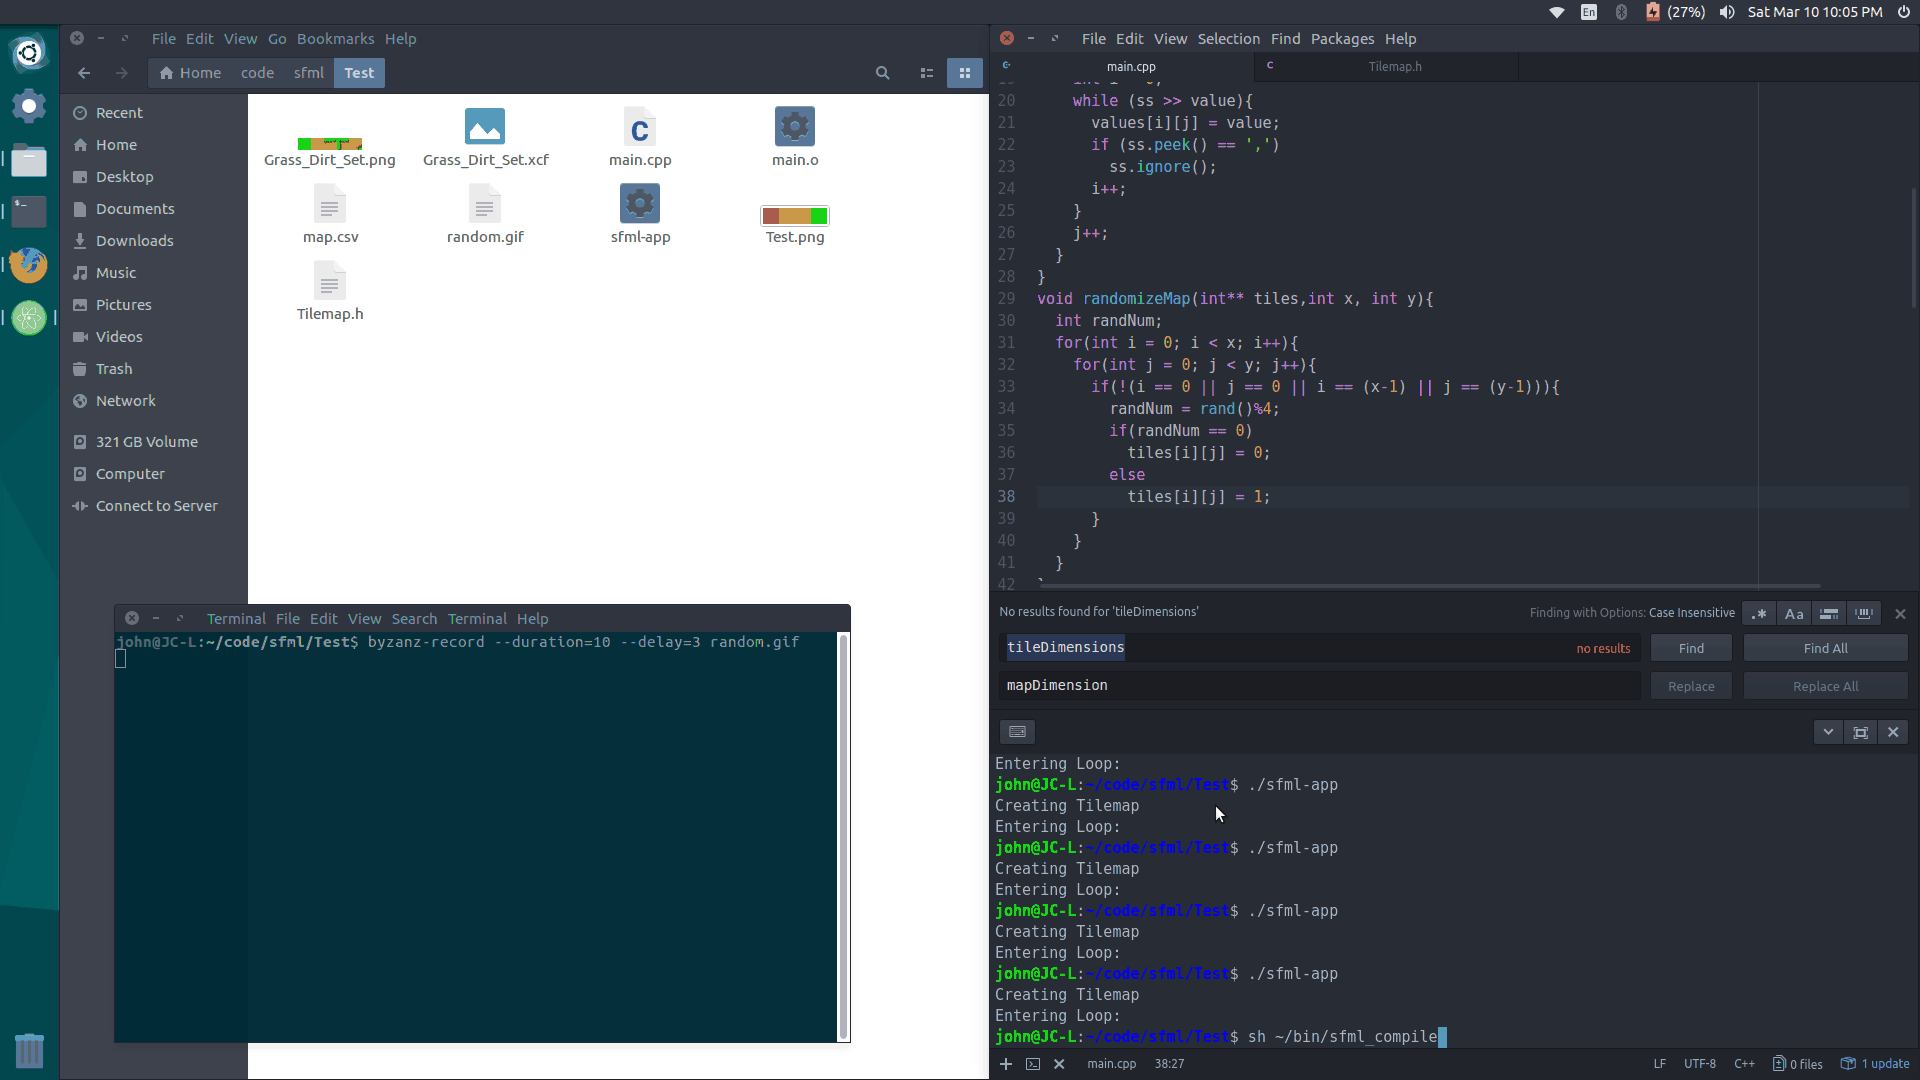 En
(27%)
Sat Mar 10 10:05 PM
File Edit View Go Bookmarks Help
Home code sfml Test
Recent
Home
Desktop
Documents
Downloads
Music
Pictures
Videos
Trash
Network
321 GB Volume
Computer
Connect to Server
Grass_Dirt_Set.png
Grass_Dirt_Set.xcf
main.cpp
main.o
map.csv
random.gif
sfml-app
Test.png
Tilemap.h
Terminal File Edit View Search Terminal Help
john@JC-L:~/code/sfml/Test$ byzanz-record --duration=10 --delay=3 random.gif
File Edit View Selection Find Packages Help
main.cpp
Tilemap.h
20 while (ss >> value){
21 values[i][j] = value;
22 if (ss.peek() == ',')
23 ss.ignore();
24 i++;
25 }
26 j++;
27 }
28 }
29 void randomizeMap(int** tiles,int x, int y){
30 int randNum;
31 for(int i = 0; i < x; i++){
32 for(int j = 0; j < y; j++){
33 if(!(i == 0 || j == 0 || i == (x-1) || j == (y-1))){
34 randNum = rand()%4;
35 if(randNum == 0)
36 tiles[i][j] = 0;
37 else
38 tiles[i][j] = 1;
39 }
40 }
41 }
42
No results found for 'tileDimensions'
Finding with Options: Case Insensitive
.* Aa
tileDimensions no results Find Find All
mapDimension Replace Replace All
Entering Loop:
john@JC-L:~/code/sfml/Test$ ./sfml-app
Creating Tilemap
Entering Loop:
john@JC-L:~/code/sfml/Test$ ./sfml-app
Creating Tilemap
Entering Loop:
john@JC-L:~/code/sfml/Test$ ./sfml-app
Creating Tilemap
Entering Loop:
john@JC-L:~/code/sfml/Test$ ./sfml-app
Creating Tilemap
Entering Loop:
john@JC-L:~/code/sfml/Test$ sh ~/bin/sfml_compile
main.cpp 38:27 LF UTF-8 C++ 0 files 1 update